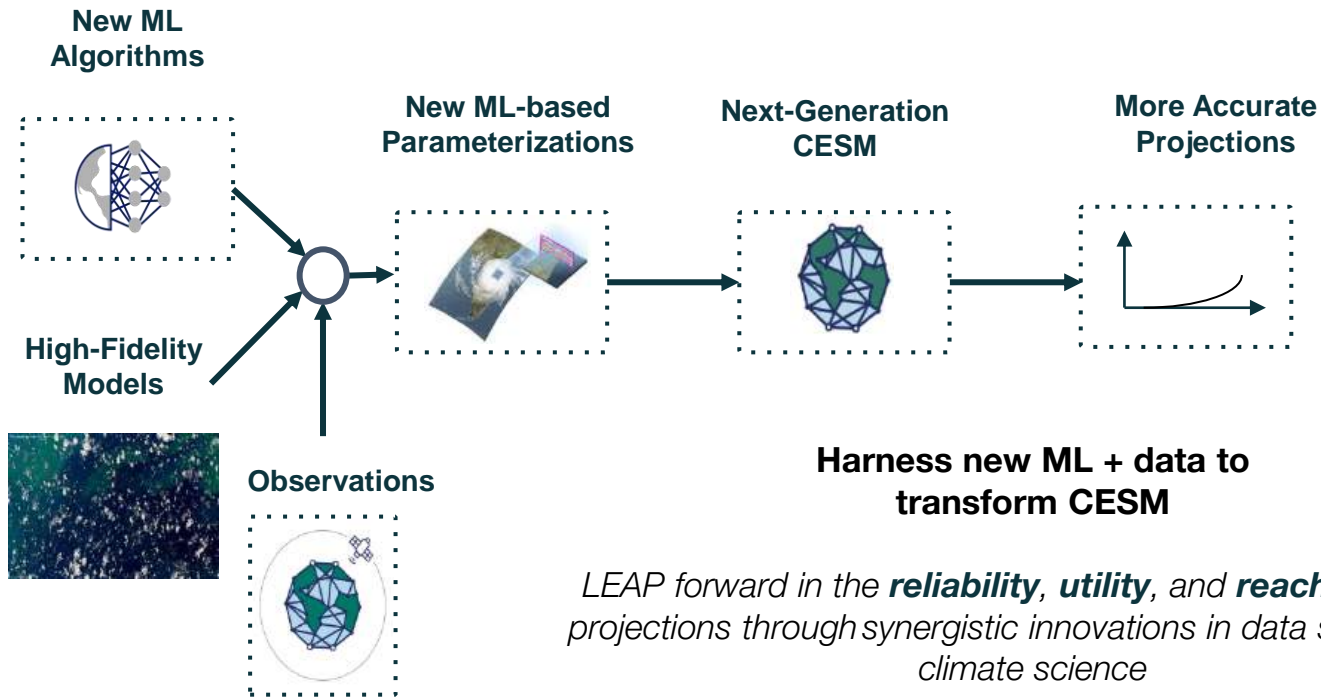 New ML
Algorithms
New ML-based
Parameterizations
Next-Generation
CESM
More Accurate
Projections
High-Fidelity
Models
Observations
Harness new ML + data to
transform CESM
LEAP forward in the reliability, utility, and reach
projections through synergistic innovations in data
climate science